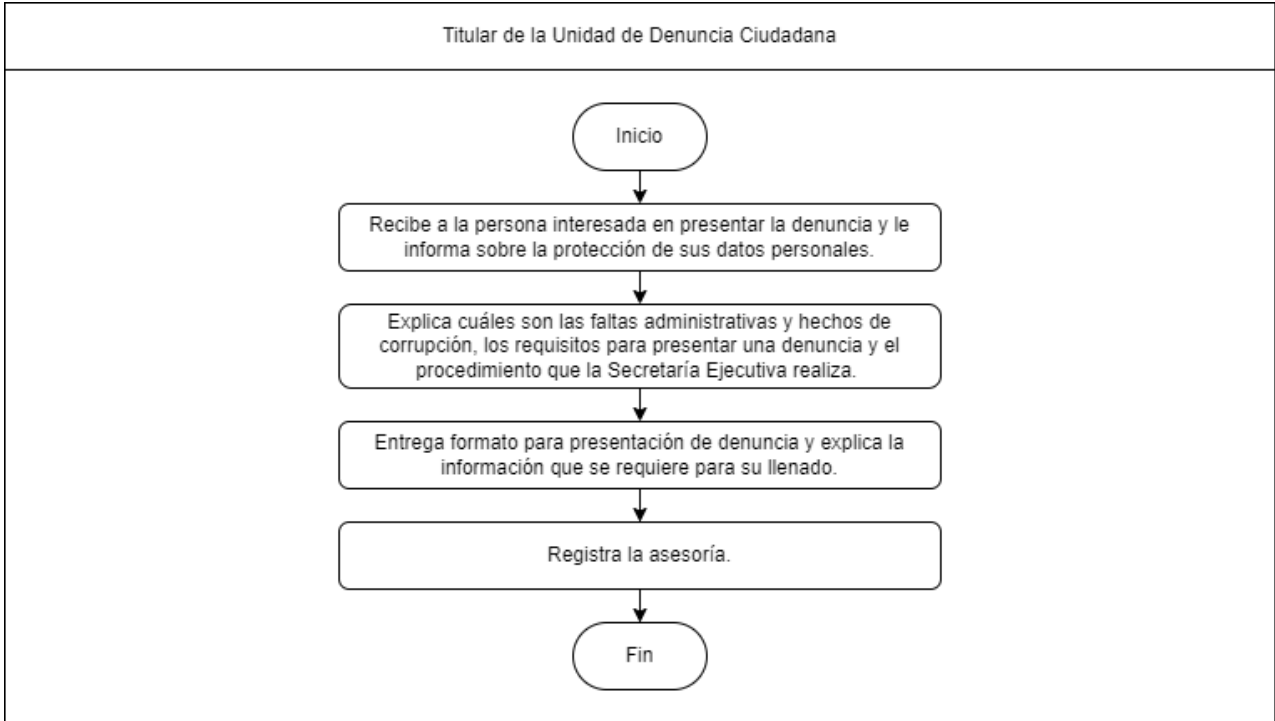 Titular de la Unidad de Denuncia Ciudadana
Inicio
Recibe a la persona interesada en presentar la denuncia y le
informa sobre la protección de sus datos personales.
Explica cuáles son las faltas administrativas y hechos de
corrupción, los requisitos para presentar una denuncia y el
procedimiento que la Secretaría Ejecutiva realiza.
Entrega formato para presentación de denuncia y explica la
información que se requiere para su llenado.
Registra la asesoría.
Fin